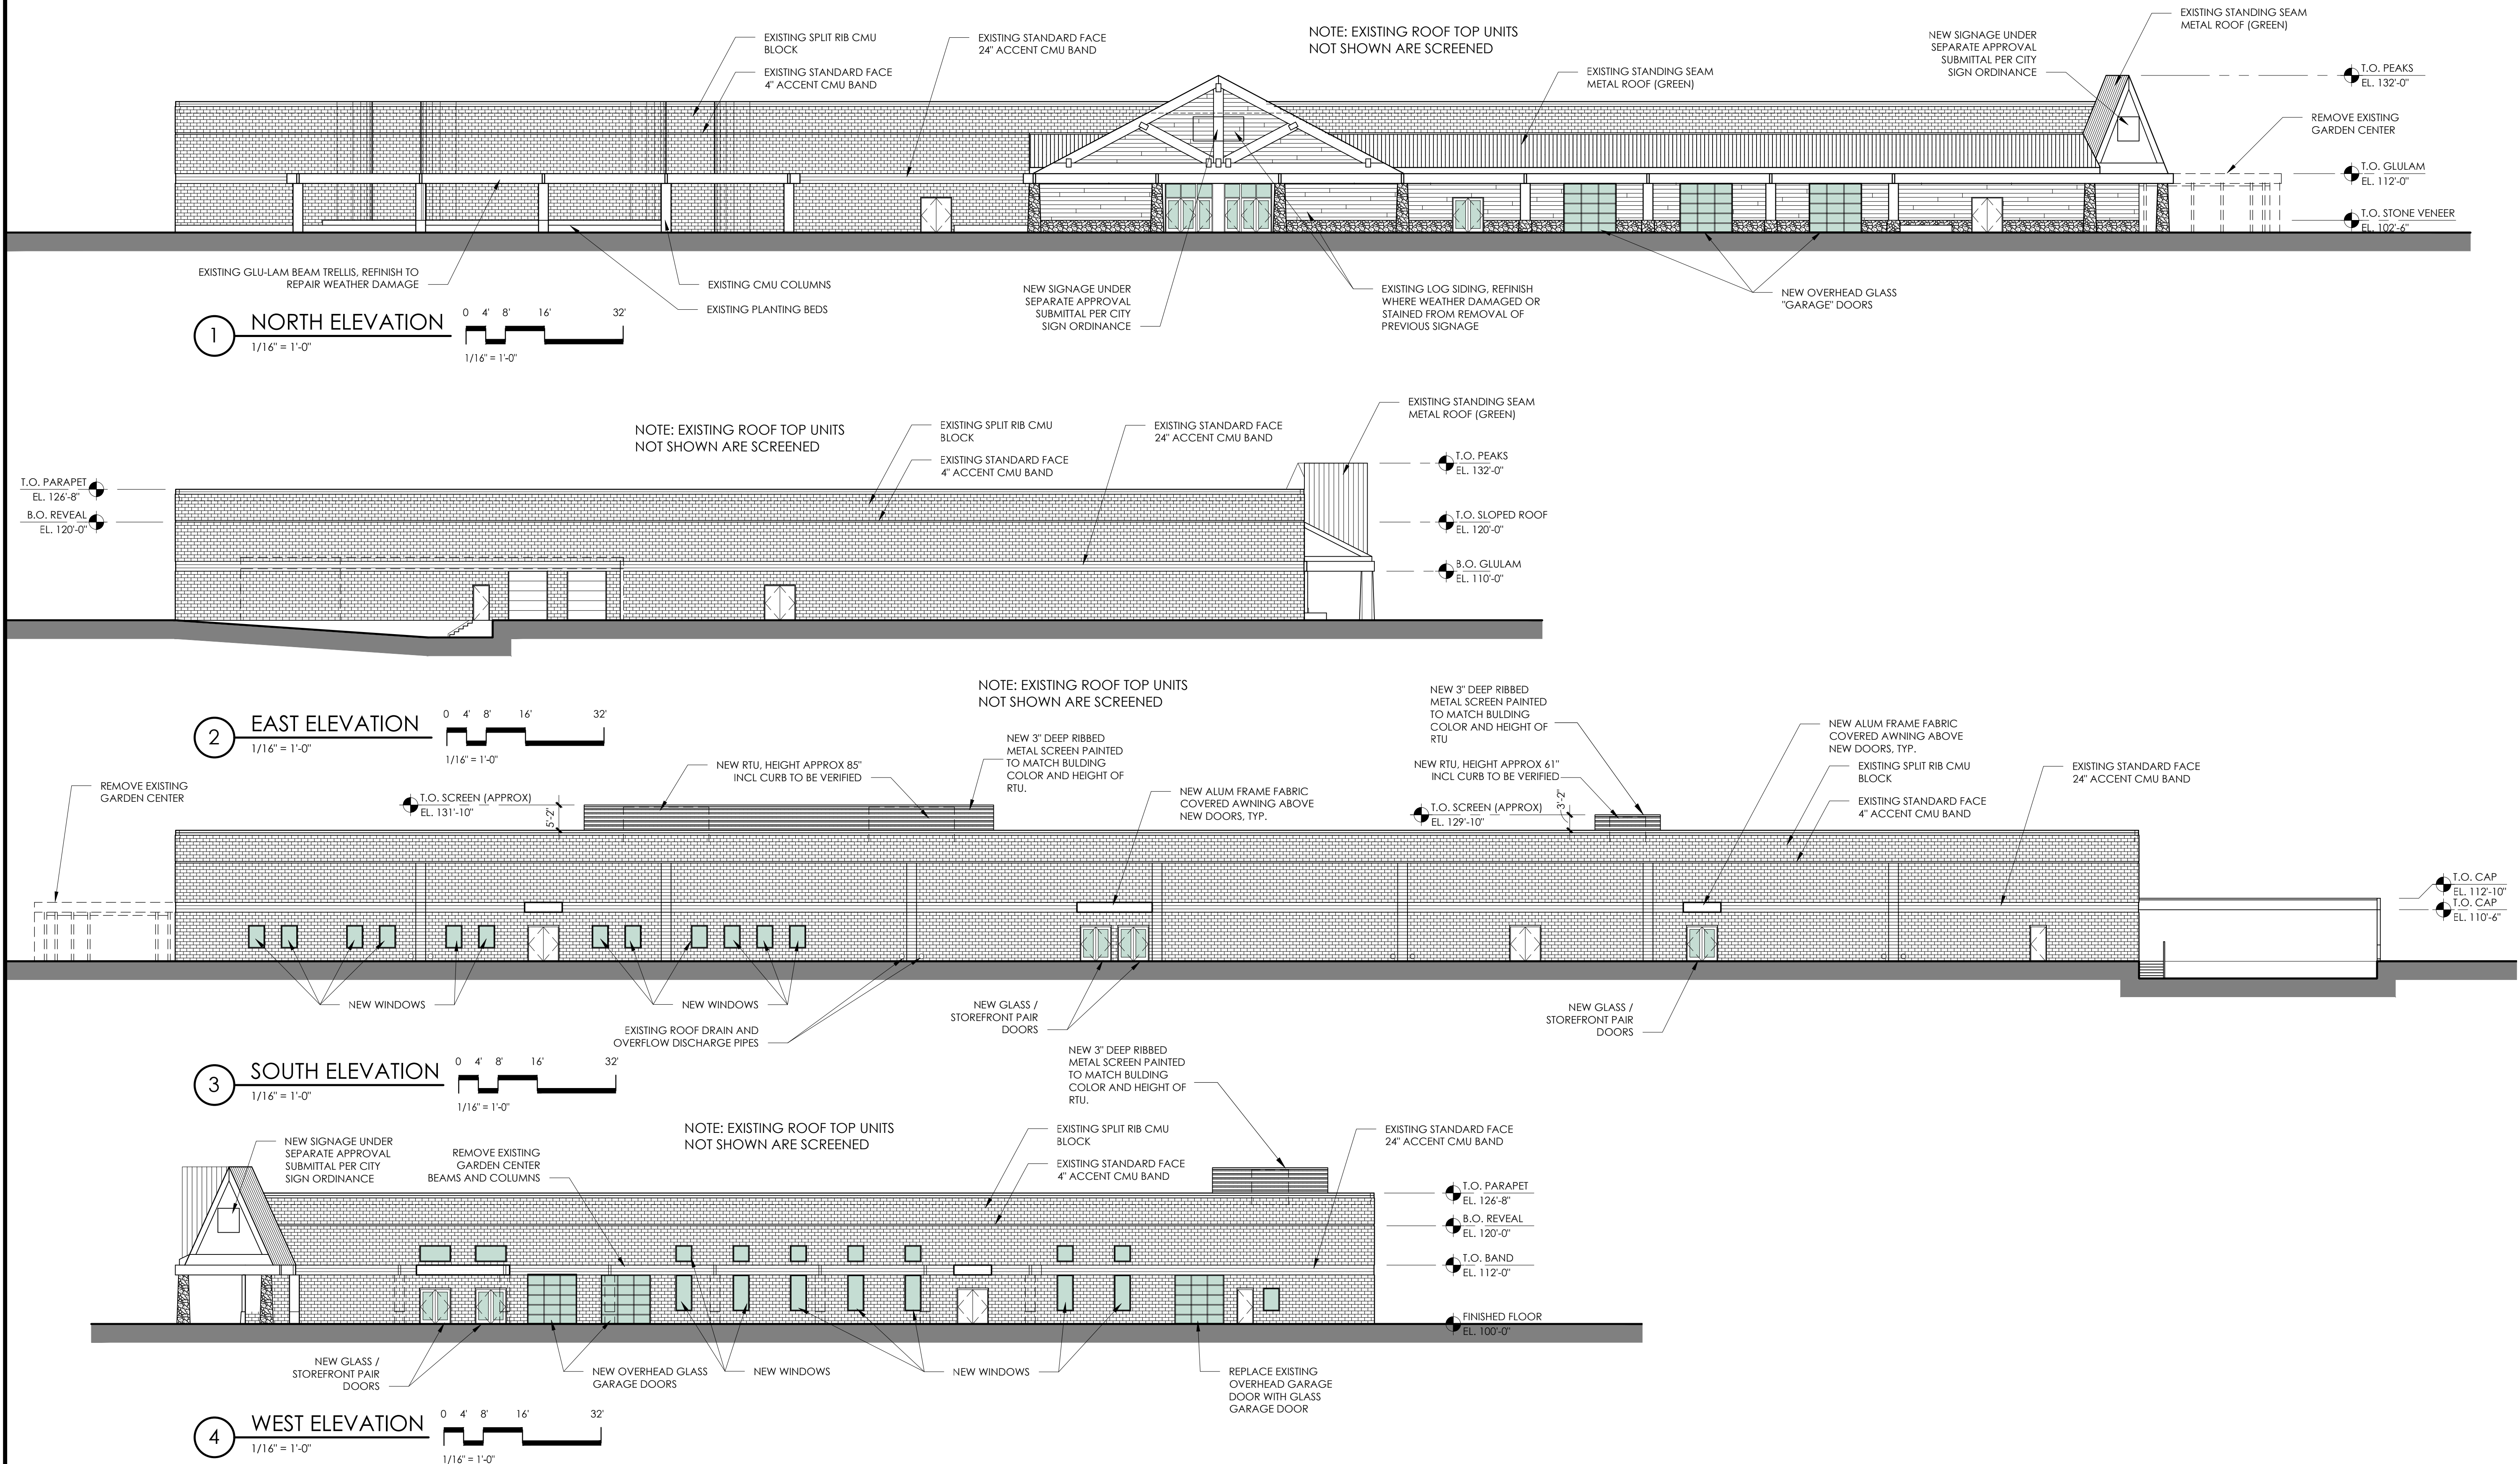 EXISTING SPLIT RIB CMU
BLOCK
EXISTING STANDARD FACE
4" ACCENT CMU BAND
EXISTING STANDARD FACE
24" ACCENT CMU BAND
NOTE: EXISTING ROOF TOP UNITS
NOT SHOWN ARE SCREENED
EXISTING STANDING SEAM
METAL ROOF (GREEN)
NEW SIGNAGE UNDER
SEPARATE APPROVAL
SUBMITTAL PER CITY
SIGN ORDINANCE
EXISTING STANDING SEAM
METAL ROOF (GREEN)
T.O. PEAKS
EL. 132'-0"
REMOVE EXISTING
GARDEN CENTER
T.O. GLULAM
EL. 112'-0"
T.O. STONE VENEER
EL. 102'-6"
EXISTING GLU-LAM BEAM TRELLIS, REFINISH TO
REPAIR WEATHER DAMAGE
EXISTING CMU COLUMNS
EXISTING PLANTING BEDS
NEW SIGNAGE UNDER
SEPARATE APPROVAL
SUBMITTAL PER CITY
SIGN ORDINANCE
EXISTING LOG SIDING, REFINISH
WHERE WEATHER DAMAGED OR
STAINED FROM REMOVAL OF
PREVIOUS SIGNAGE
NEW OVERHEAD GLASS
"GARAGE" DOORS
1
NORTH ELEVATION
1/16" = 1'-0"
0 4' 8' 16' 32'
1/16" = 1'-0"
NOTE: EXISTING ROOF TOP UNITS
NOT SHOWN ARE SCREENED
EXISTING SPLIT RIB CMU
BLOCK
EXISTING STANDARD FACE
4" ACCENT CMU BAND
EXISTING STANDARD FACE
24" ACCENT CMU BAND
EXISTING STANDING SEAM
METAL ROOF (GREEN)
T.O. PARAPET
EL. 126'-8"
B.O. REVEAL
EL. 120'-0"
T.O. PEAKS
EL. 132'-0"
T.O. SLOPED ROOF
EL. 120'-0"
B.O. GLULAM
EL. 110'-0"
2
EAST ELEVATION
1/16" = 1'-0"
0 4' 8' 16' 32'
1/16" = 1'-0"
NOTE: EXISTING ROOF TOP UNITS
NOT SHOWN ARE SCREENED
REMOVE EXISTING
GARDEN CENTER
T.O. SCREEN (APPROX)
EL. 131'-10"
5'-2"
NEW RTU, HEIGHT APPROX 85"
INCL CURB TO BE VERIFIED
NEW 3" DEEP RIBBED
METAL SCREEN PAINTED
TO MATCH BULDING
COLOR AND HEIGHT OF
RTU.
NEW ALUM FRAME FABRIC
COVERED AWNING ABOVE
NEW DOORS, TYP.
NEW 3" DEEP RIBBED
METAL SCREEN PAINTED
TO MATCH BULDING
COLOR AND HEIGHT OF
RTU
NEW RTU, HEIGHT APPROX 61"
INCL CURB TO BE VERIFIED
T.O. SCREEN (APPROX)
EL. 129'-10"
3'-2"
NEW ALUM FRAME FABRIC
COVERED AWNING ABOVE
NEW DOORS, TYP.
EXISTING SPLIT RIB CMU
BLOCK
EXISTING STANDARD FACE
4" ACCENT CMU BAND
EXISTING STANDARD FACE
24" ACCENT CMU BAND
T.O. CAP
EL. 112'-10"
T.O. CAP
EL. 110'-6"
NEW WINDOWS
NEW WINDOWS
EXISTING ROOF DRAIN AND
OVERFLOW DISCHARGE PIPES
NEW GLASS /
STOREFRONT PAIR
DOORS
NEW GLASS /
STOREFRONT PAIR
DOORS
3
SOUTH ELEVATION
1/16" = 1'-0"
0 4' 8' 16' 32'
1/16" = 1'-0"
NEW 3" DEEP RIBBED
METAL SCREEN PAINTED
TO MATCH BULDING
COLOR AND HEIGHT OF
RTU.
NOTE: EXISTING ROOF TOP UNITS
NOT SHOWN ARE SCREENED
NEW SIGNAGE UNDER
SEPARATE APPROVAL
SUBMITTAL PER CITY
SIGN ORDINANCE
REMOVE EXISTING
GARDEN CENTER
BEAMS AND COLUMNS
EXISTING SPLIT RIB CMU
BLOCK
EXISTING STANDARD FACE
4" ACCENT CMU BAND
EXISTING STANDARD FACE
24" ACCENT CMU BAND
T.O. PARAPET
EL. 126'-8"
B.O. REVEAL
EL. 120'-0"
T.O. BAND
EL. 112'-0"
FINISHED FLOOR
EL. 100'-0"
NEW GLASS /
STOREFRONT PAIR
DOORS
NEW OVERHEAD GLASS
GARAGE DOORS
NEW WINDOWS
NEW WINDOWS
REPLACE EXISTING
OVERHEAD GARAGE
DOOR WITH GLASS
GARAGE DOOR
4
WEST ELEVATION
1/16" = 1'-0"
0 4' 8' 16' 32'
1/16" = 1'-0"